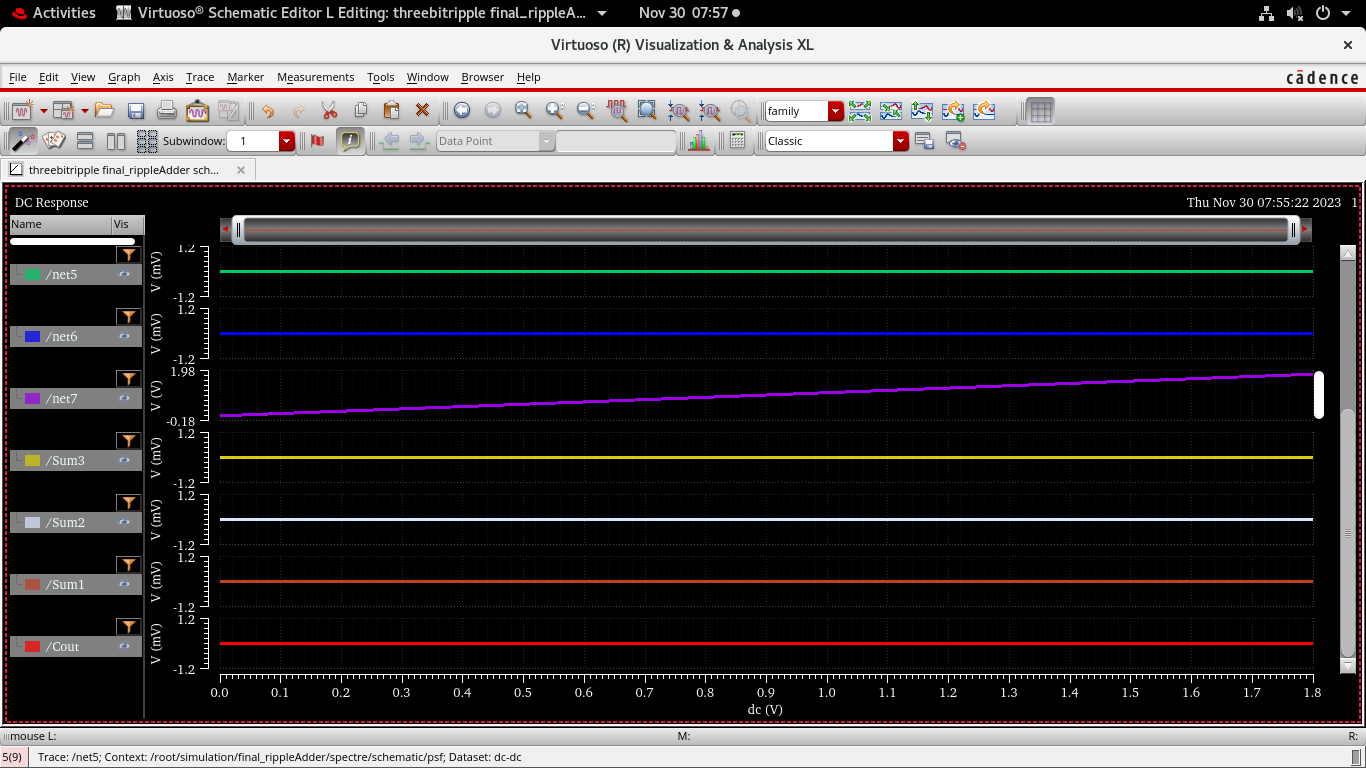 Activities
Virtuoso® Schematic Editor L Editing: threebitripple final_rippleA...
Nov 30 07:57
Virtuoso (R) Visualization & Analysis XL
×
File Edit View Graph Axis Trace Marker Measurements Tools Window Browser Help
cādence
family
Subwindow: 1
Data Point
Classic
threebitripple final_rippleAdder sch...
DC Response
Thu Nov 30 07:55:22 2023 1
Name Vis
/net5
V (mV)
1.2
-1.2
/net6
V (mV)
1.2
-1.2
/net7
V (V)
1.98
-0.18
/Sum3
V (mV)
1.2
-1.2
/Sum2
V (mV)
1.2
-1.2
/Sum1
V (mV)
1.2
-1.2
/Cout
V (mV)
1.2
-1.2
0.0 0.1 0.2 0.3 0.4 0.5 0.6 0.7 0.8 0.9 1.0 1.1 1.2 1.3 1.4 1.5 1.6 1.7 1.8
dc (V)
mouse L: M: R:
5(9) Trace: /net5; Context: /root/simulation/final_rippleAdder/spectre/schematic/psf; Dataset: dc-dc